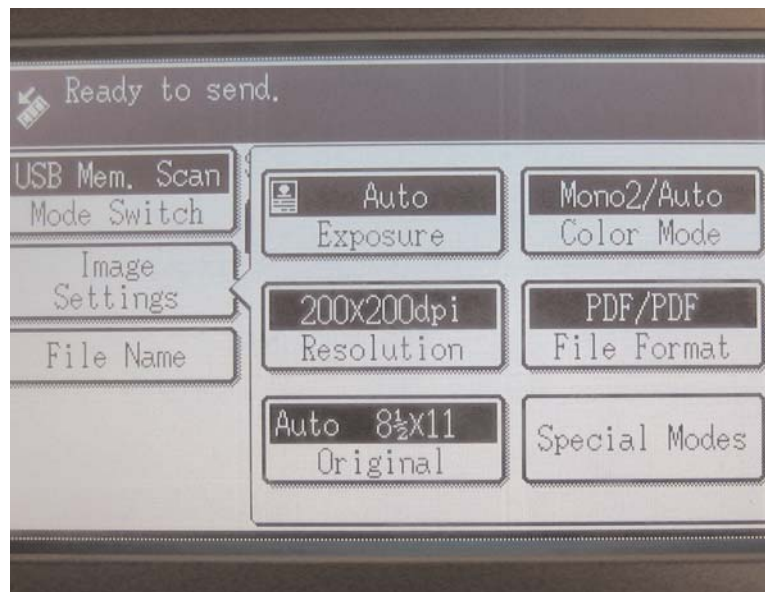 Ready to send.
USB Mem. Scan
Mode Switch
Image
Settings
File Name
Auto
Exposure
Mono2/Auto
Color Mode
200X200dpi
Resolution
PDF/PDF
File Format
Auto 8½X11
Original
Special Modes